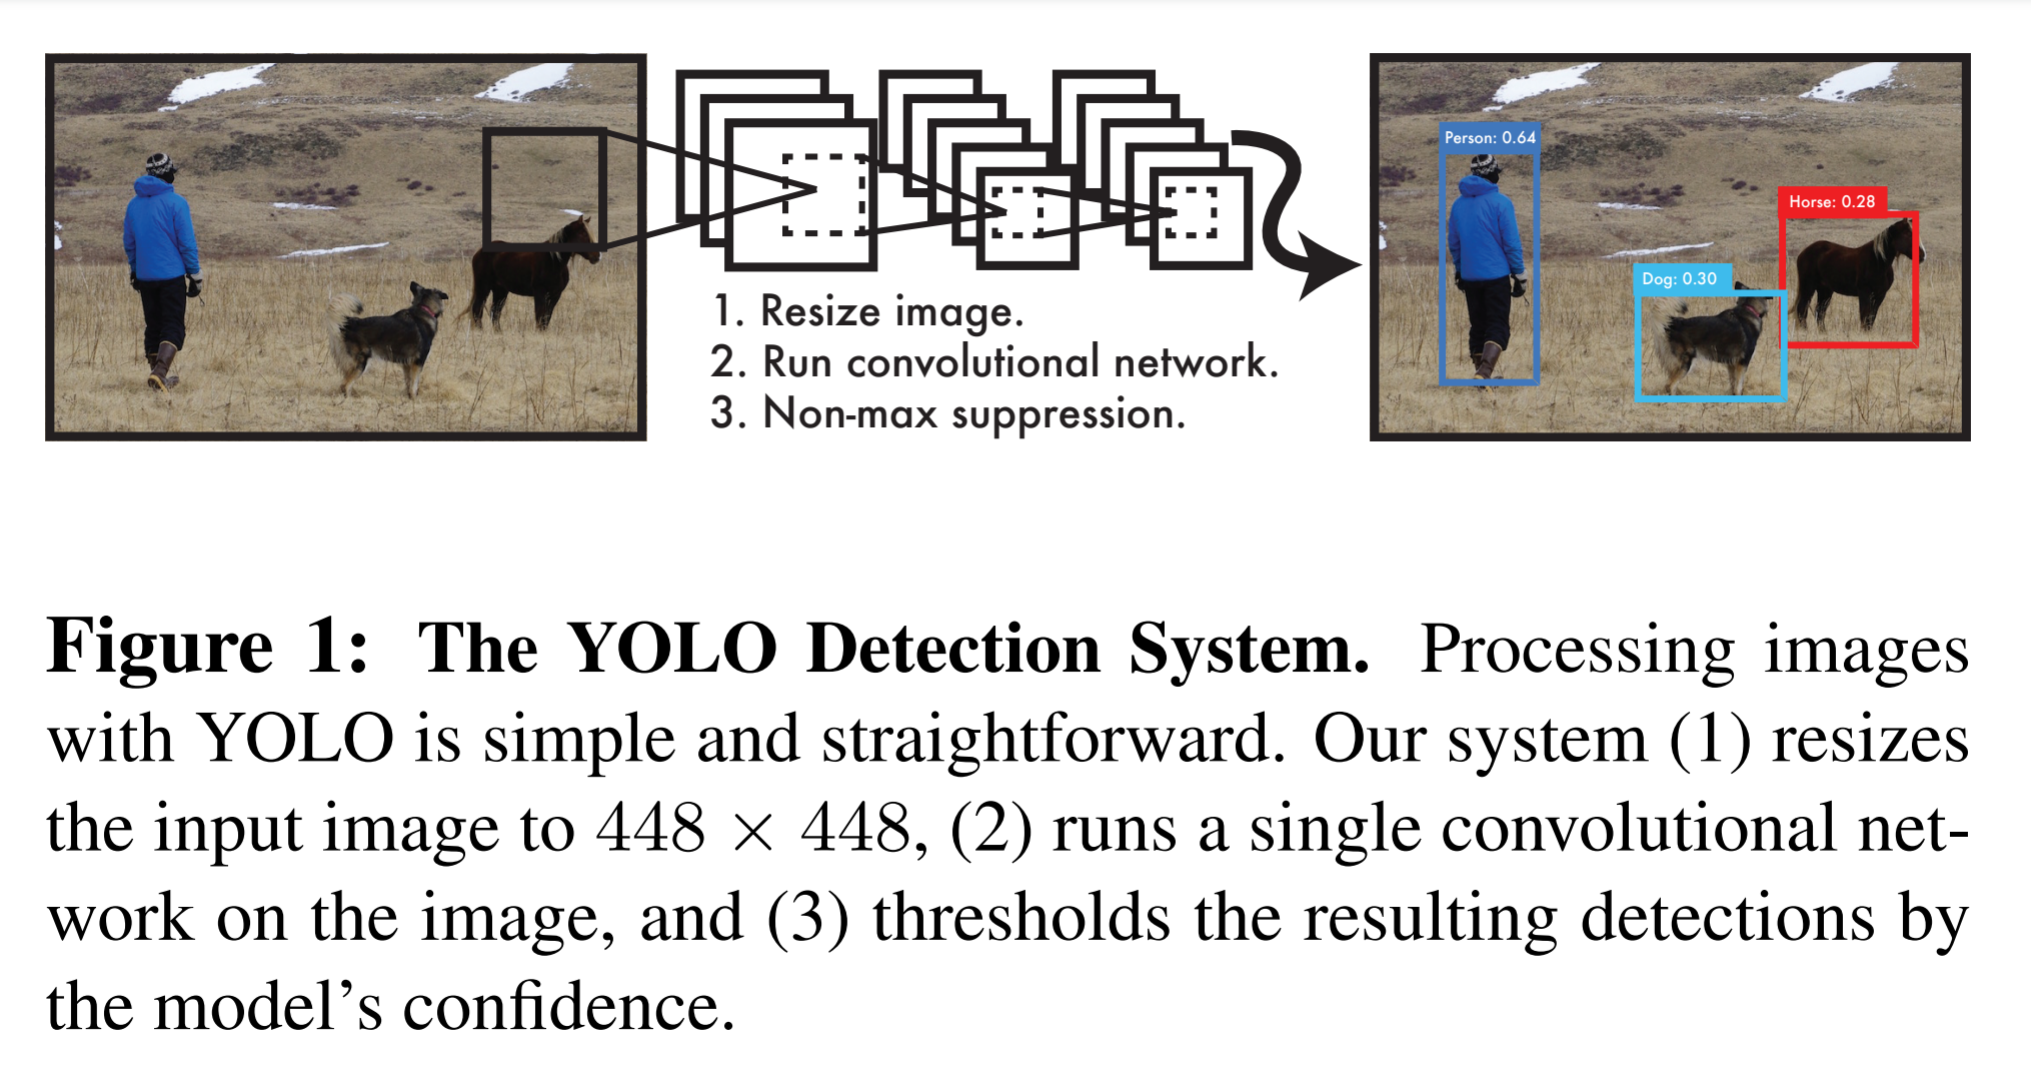 Person: 0.64
Horse: 0.28
Dog: 0.30
1. Resize image.
2. Run convolutional network.
3. Non-max suppression.
Figure 1: The YOLO Detection System. Processing images
with YOLO is simple and straightforward. Our system (1) resizes
the input image to 448 × 448, (2) runs a single convolutional net-
work on the image, and (3) thresholds the resulting detections by
the model’s confidence.